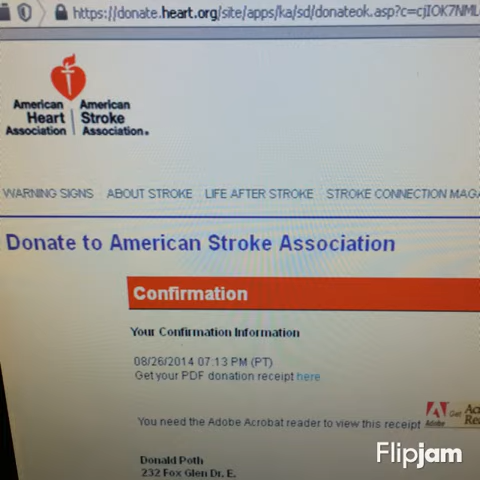 https://donate.heart.org/site/apps/ka/sd/donateok.asp?c=cjIOK7NML
American American
Heart Stroke
Association Association®
WARNING SIGNS ABOUT STROKE LIFE AFTER STROKE STROKE CONNECTION MAGA
Donate to American Stroke Association
Confirmation
Your Confirmation Information
08/26/2014 07:13 PM (PT)
Get your PDF donation receipt here
You need the Adobe Acrobat reader to view this receipt
Adobe
Get
Flipjam
Donald Poth
232 Fox Glen Dr. E.